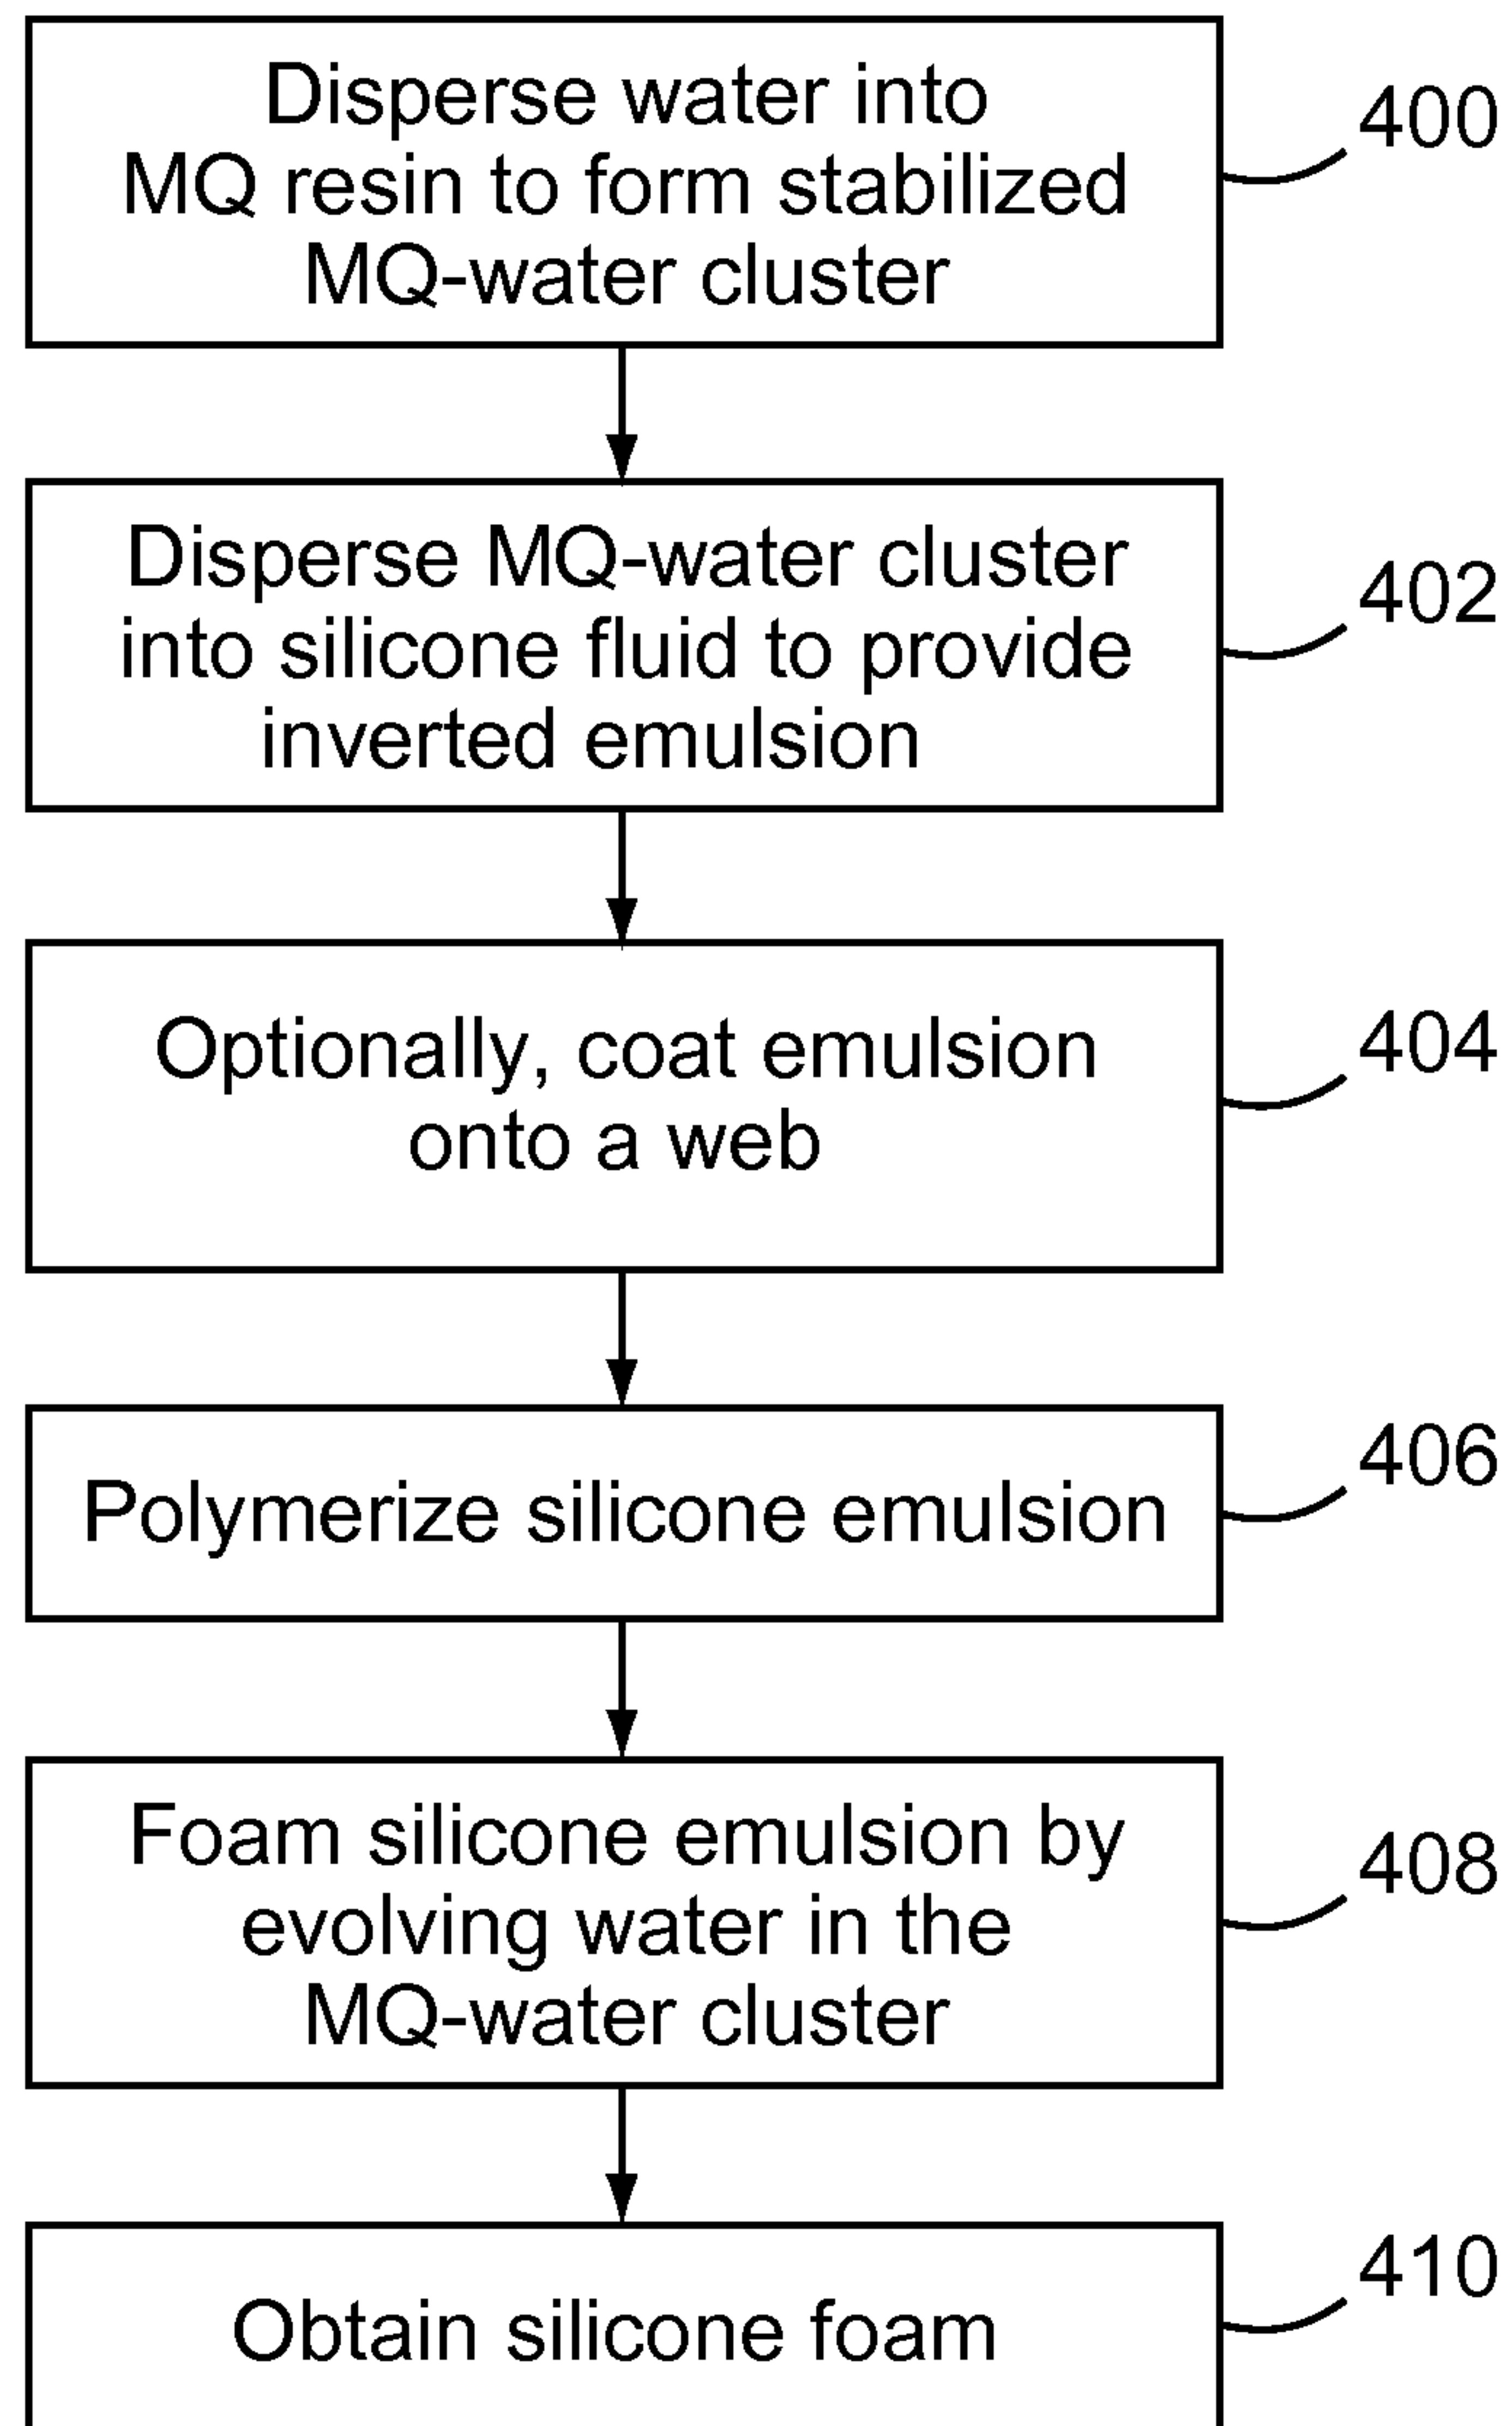 Disperse water into
MQ resin to form stabilized
MQ-water cluster
400
Disperse MQ-water cluster
into silicone fluid to provide
inverted emulsion
402
Optionally, coat emulsion
onto a web
404
Polymerize silicone emulsion
406
Foam silicone emulsion by
evolving water in the
MQ-water cluster
408
Obtain silicone foam
410